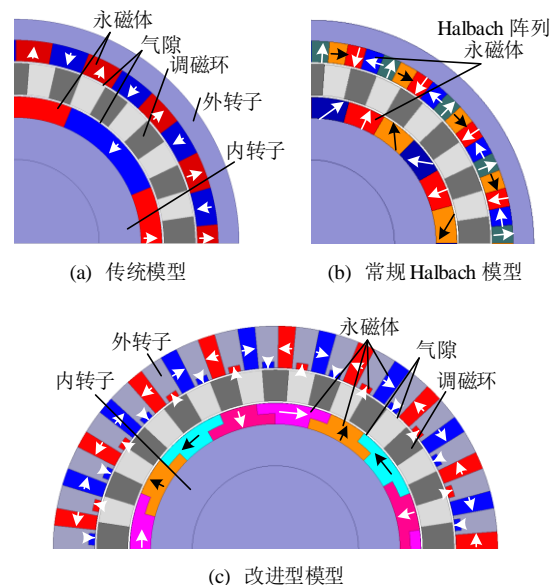 永磁体
气隙
调磁环
外转子
内转子
(a) 传统模型
Halbach 阵列
永磁体
(b) 常规 Halbach 模型
永磁体
外转子
气隙
内转子
调磁环
(c) 改进型模型